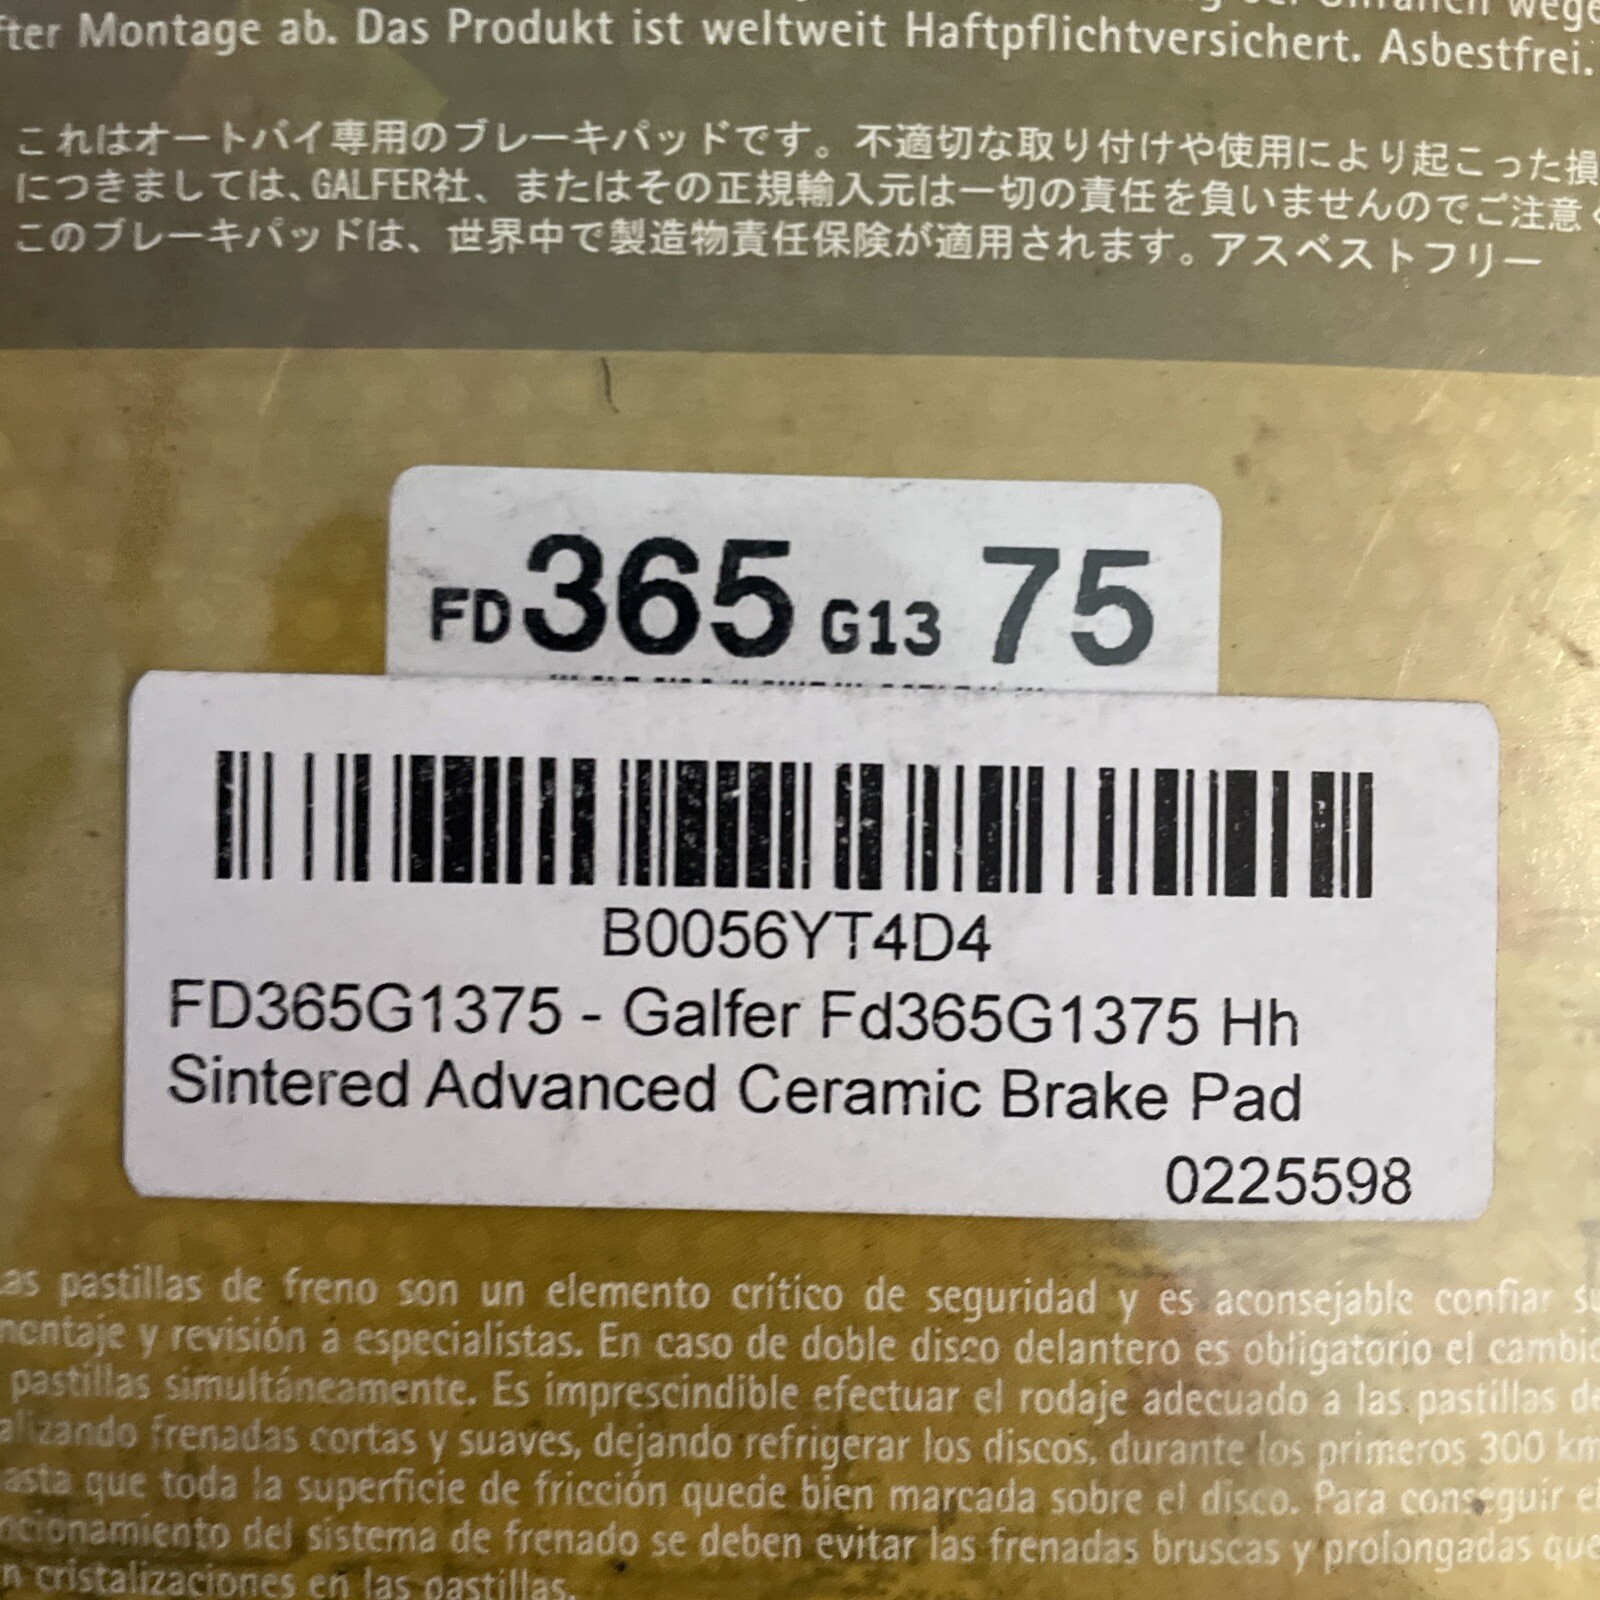 fter Montage ab. Das Produkt ist weltweit Haftpflichtversichert. Asbestfrei.
これはオートバイ専用のブレーキパッドです。不適切な取り付けや使用により起こった損
につきましては、GALFER社、またはその正規輸入元は一切の責任を負いませんのでご注意く
このブレーキパッドは、世界中で製造物責任保険が適用されます。アスベストフリー
FD 365 G13 75
B0056YT4D4
FD365G1375 - Galfer Fd365G1375 Hh
Sintered Advanced Ceramic Brake Pad
0225598
as pastillas de freno son un elemento crítico de seguridad y es aconsejable confiar su
montaje y revisión a especialistas. En caso de doble disco delantero es obligatorio el cambio
pastillas simultáneamente. Es imprescindible efectuar el rodaje adecuado a las pastillas de
alizando frenadas cortas y suaves, dejando refrigerar los discos, durante los primeros 300 km
asta que toda la superficie de fricción quede bien marcada sobre el disco. Para conseguir el
ncionamiento del sistema de frenado se deben evitar las frenadas bruscas y prolongadas que
n cristalizaciones en las pastillas.